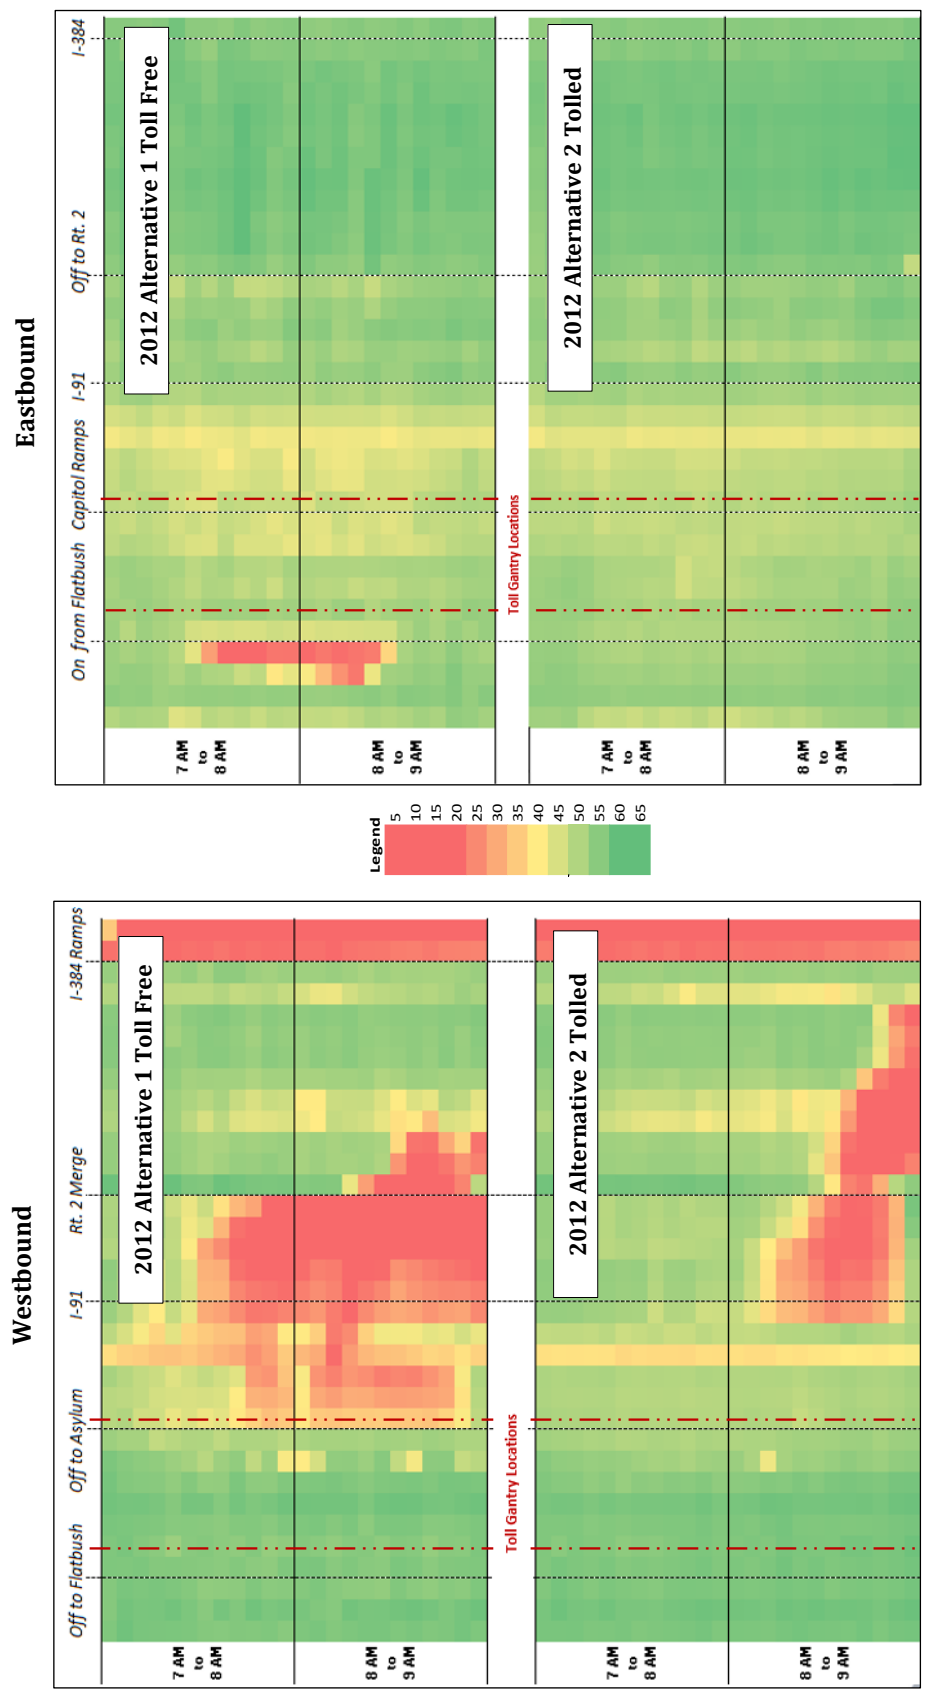 Eastbound
I-384
Off to Rt. 2
I-91
Capitol Ramps
On from Flatbush
2012 Alternative 1 Toll Free
7 AM
to
8 AM
8 AM
to
9 AM
Toll Gantry Locations
2012 Alternative 2 Tolled
7 AM
to
8 AM
8 AM
to
9 AM
Legend
5
10
15
20
25
30
35
40
45
50
55
60
65
Westbound
I-384 Ramps
Rt. 2 Merge
I-91
Off to Asylum
Off to Flatbush
2012 Alternative 1 Toll Free
7 AM
to
8 AM
8 AM
to
9 AM
Toll Gantry Locations
2012 Alternative 2 Tolled
7 AM
to
8 AM
8 AM
to
9 AM